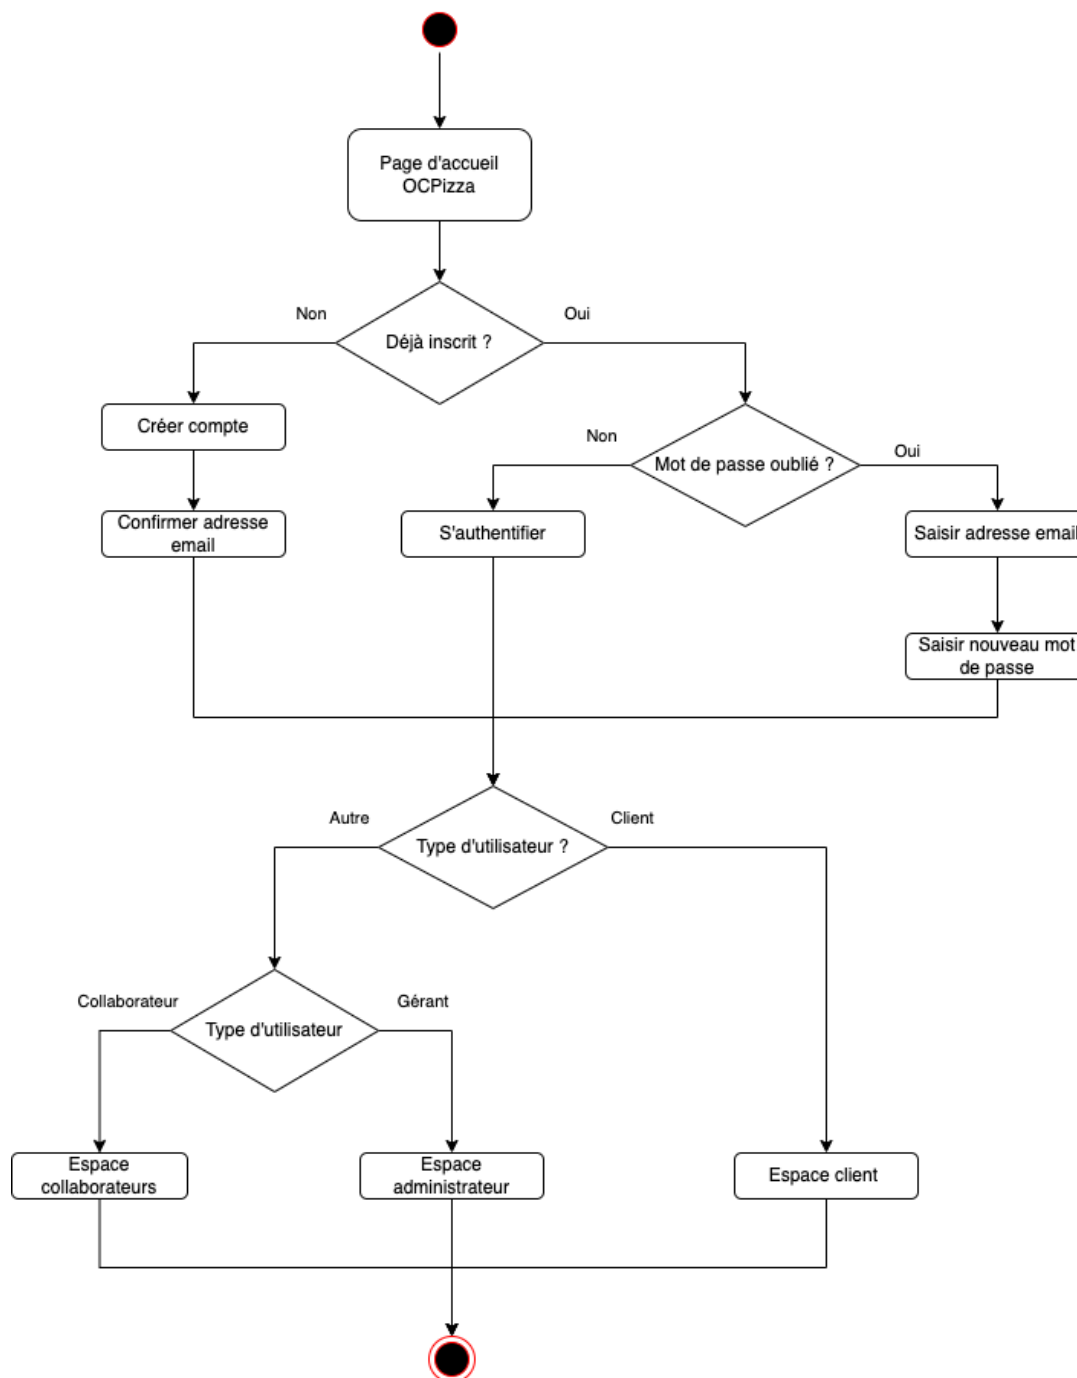 Page d'accueil
OCPizza
Non
Oui
Déjà inscrit ?
Créer compte
Non
Mot de passe oublié ?
Oui
Confirmer adresse
email
S'authentifier
Saisir adresse email
Saisir nouveau mot
de passe
Autre
Client
Type d'utilisateur ?
Collaborateur
Gérant
Type d'utilisateur
Espace
collaborateurs
Espace
administrateur
Espace client